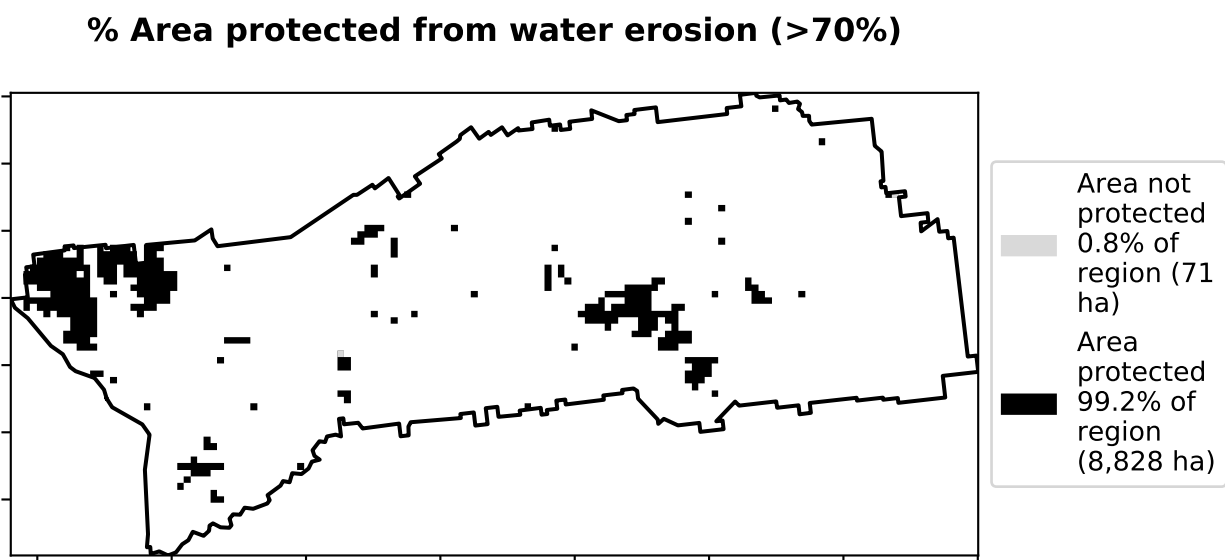 % Area protected from water erosion (>70%)
Area not
protected
0.8% of
region (71
ha)
Area
protected
99.2% of
region
(8,828 ha)